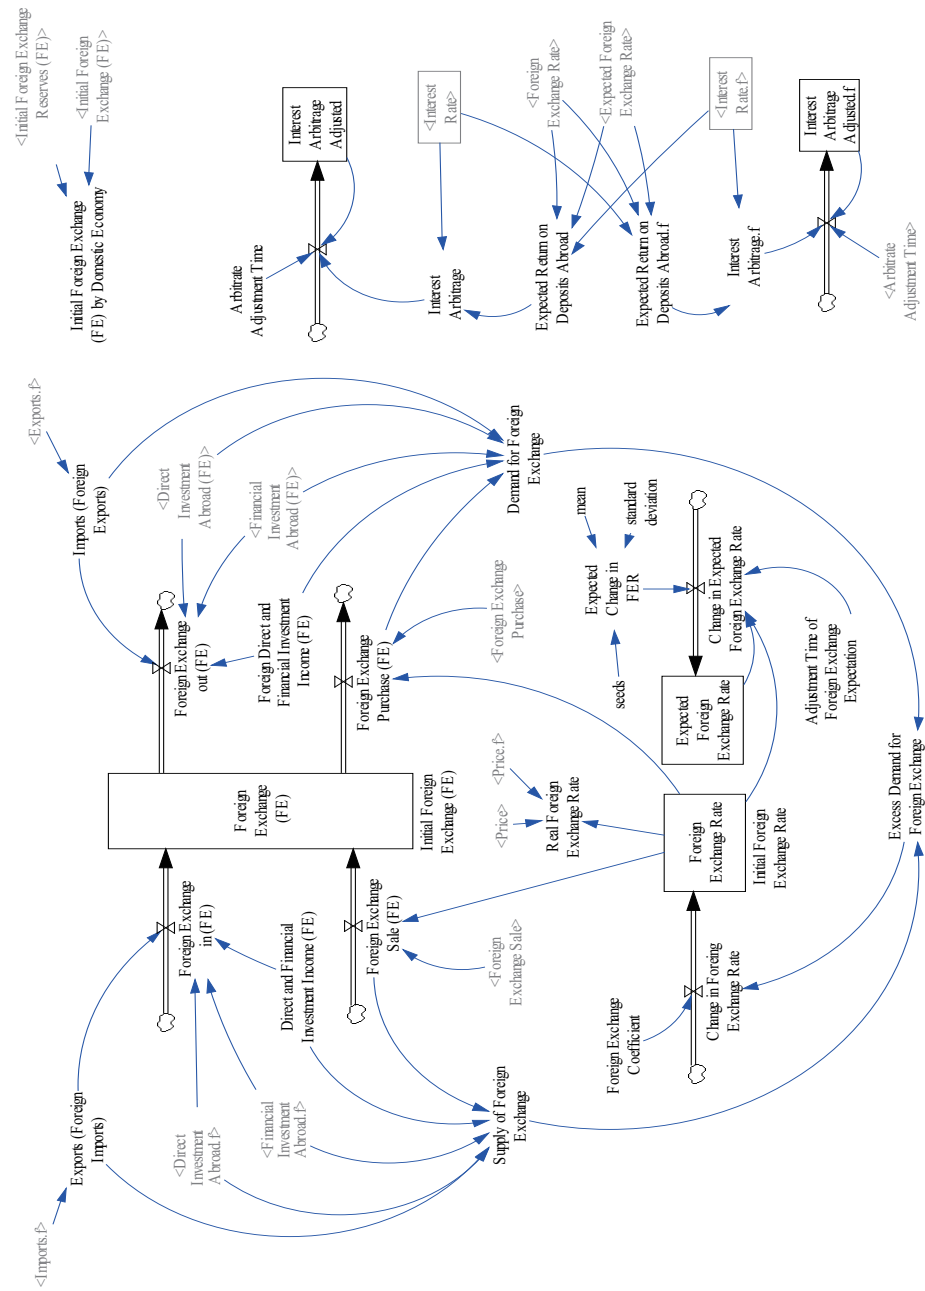 <Imports.f>
Exports (Foreign
Imports)
<Direct
Investment
Abroad.f>
<Financial
Investment
Abroad.f>
Foreign Exchange
in (FE)
Direct and Financial
Investment Income (FE)
Foreign Exchange
Sale (FE)
<Foreign
Exchange Sale>
Supply of Foreign
Exchange
Foreign
Exchange
(FE)
Initial Foreign
Exchange (FE)
<Exports.f>
Imports (Foreign
Exports)
<Direct
Investment
Abroad (FE)>
<Financial
Investment
Abroad (FE)>
Foreign Exchange
out (FE)
Foreign Direct and
Financial Investment
Income (FE)
Foreign Exchange
Purchase (FE)
<Foreign Exchange
Purchase>
Demand for Foreign
Exchange
<Price>
<Price.f>
Real Foreign
Exchange Rate
Foreign Exchange
Coefficient
Change in Foreing
Exchange Rate
Foreign
Exchange Rate
Initial Foreign
Exchange Rate
Expected
Foreign
Exchange Rate
seeds
Expected
Change in
FER
mean
standard
deviation
Change in Expected
Foreign Exchange Rate
Adjustment Time of
Foreign Exchange
Expectation
Excess Demand for
Foreign Exchange
<Initial Foreign Exchange
Reserves (FE)>
<Initial Foreign
Exchange (FE)>
Initial Foreign Exchange
(FE) by Domestic Economy
Arbitrate
Adjustment Time
Interest
Arbitrage
Adjusted
<Interest
Rate>
Interest
Arbitrage
<Foreign
Exchange Rate>
<Expected Foreign
Exchange Rate>
Expected Return on
Deposits Abroad
Expected Return on
Deposits Abroad.f
<Interest
Rate.f>
Interest
Arbitrage.f
Interest
Arbitrage
Adjusted.f
<Arbitrate
Adjustment Time>